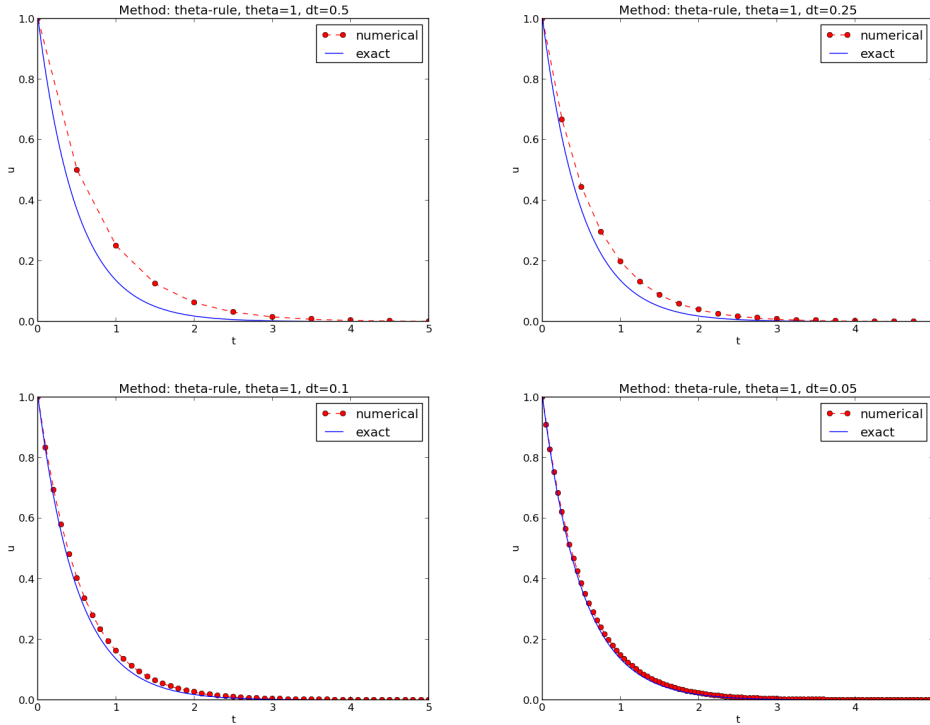 Method: theta-rule, theta=1, dt=0.5
numerical
exact
1.0
0.8
0.6
0.4
0.2
0.0
u
0 1 2 3 4 5
t
Method: theta-rule, theta=1, dt=0.25
numerical
exact
1.0
0.8
0.6
0.4
0.2
0.0
u
0 1 2 3 4
t
Method: theta-rule, theta=1, dt=0.1
numerical
exact
1.0
0.8
0.6
0.4
0.2
0.0
u
0 1 2 3 4 5
t
Method: theta-rule, theta=1, dt=0.05
numerical
exact
1.0
0.8
0.6
0.4
0.2
0.0
u
0 1 2 3 4
t